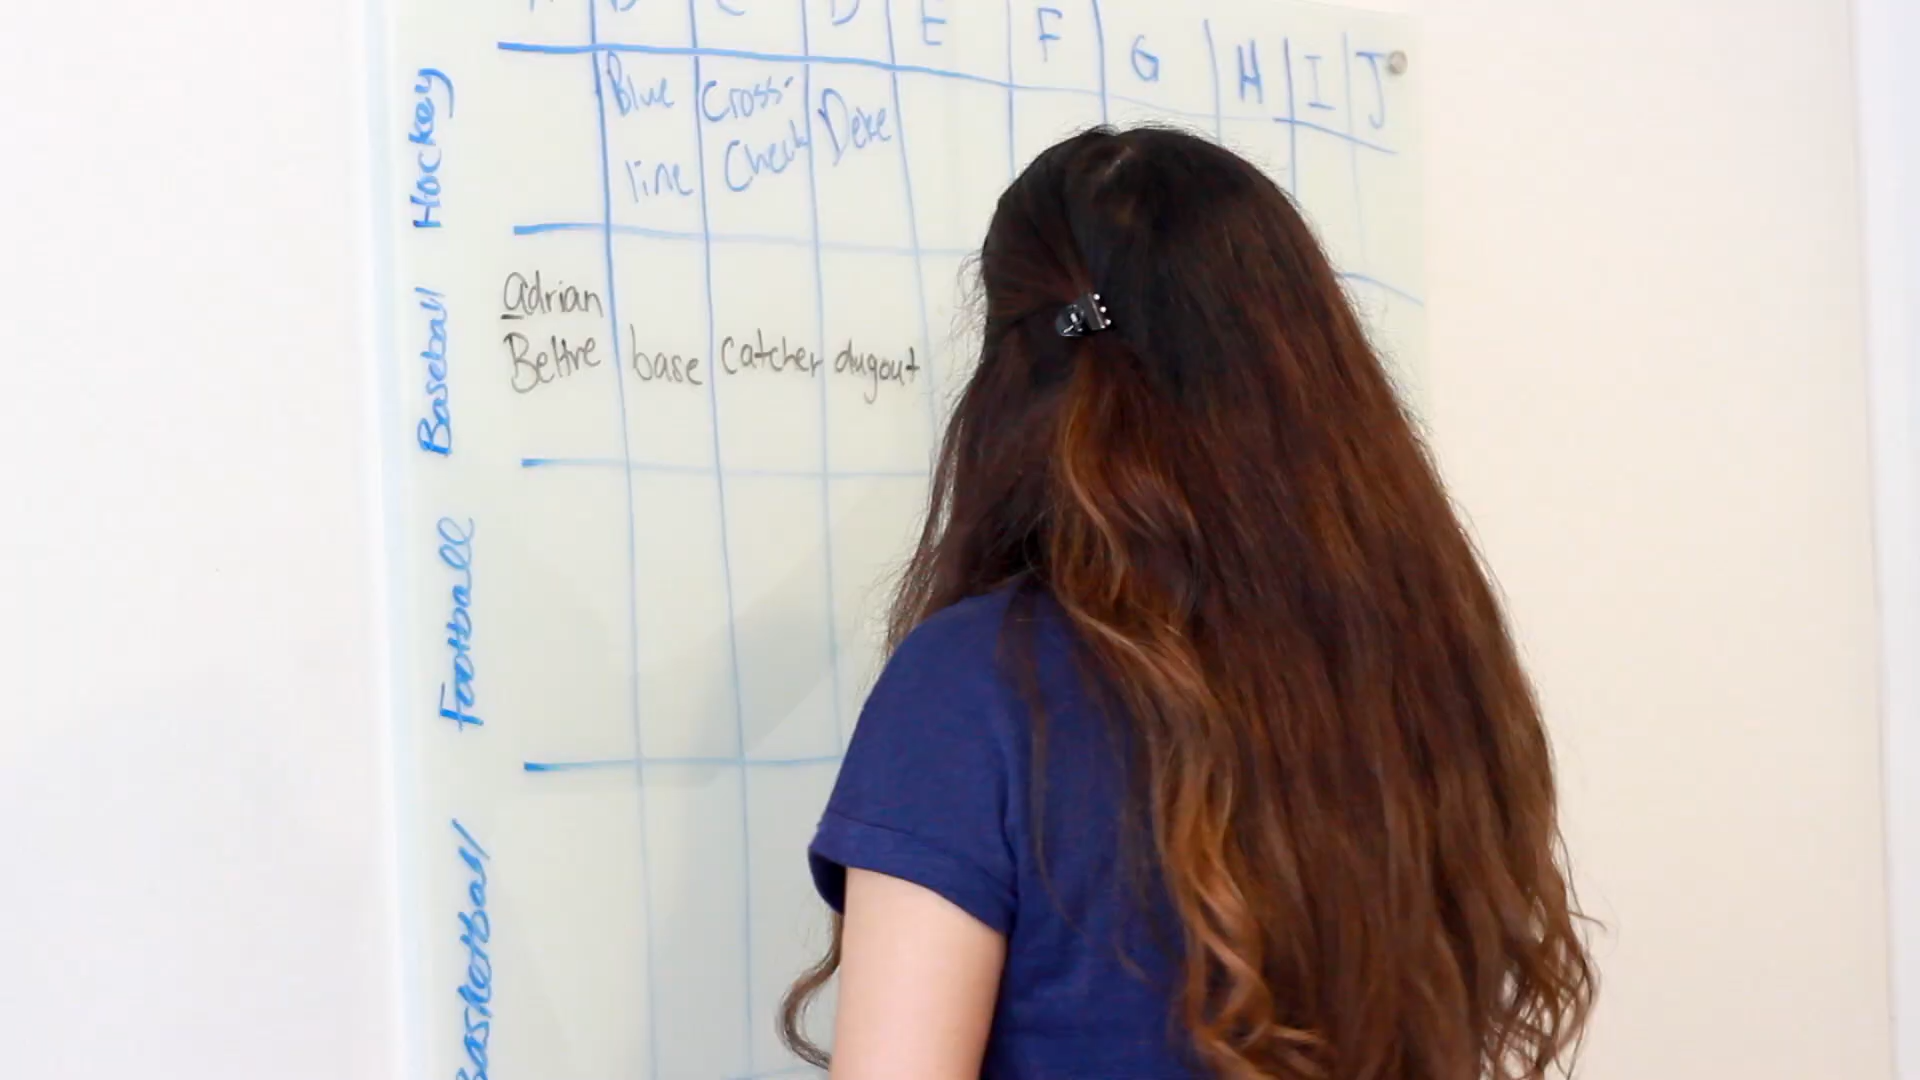 A B C D E F G H I J
Hockey
Blue
line
Cross-
Check
Deke
Baseball
adrian
Beltre
base
catcher
dugout
Football
Basketball